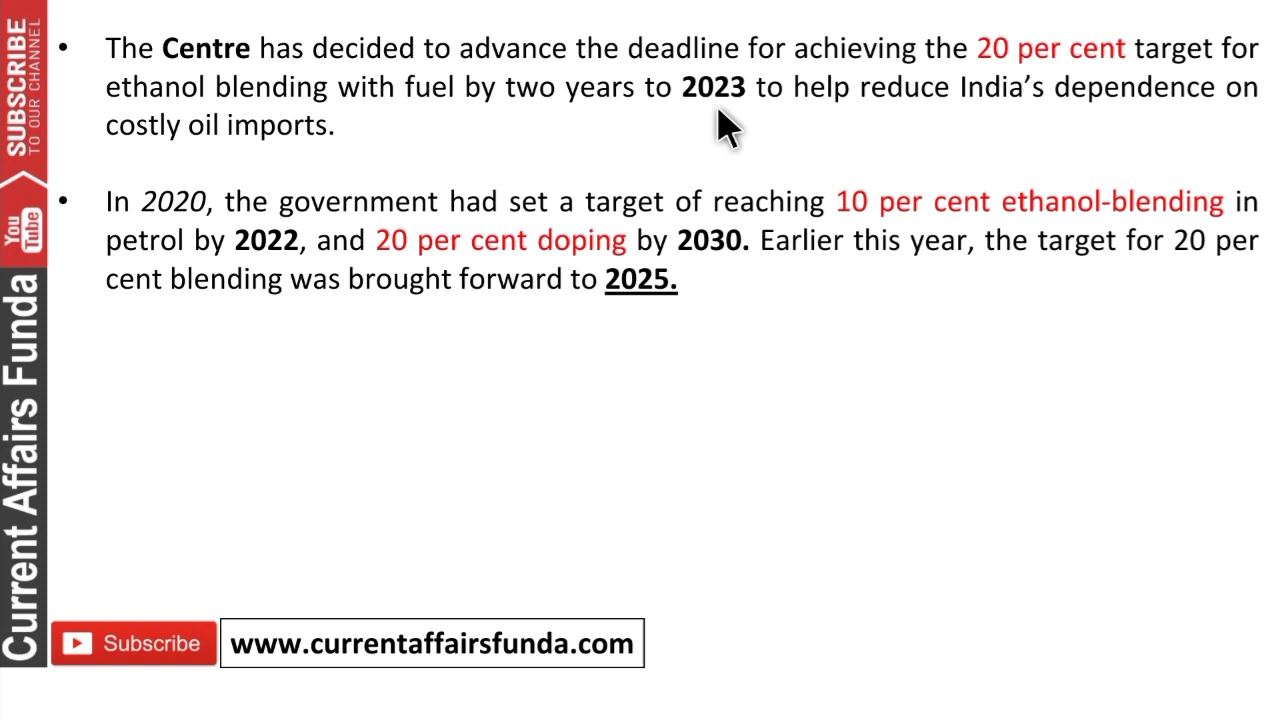 • The Centre has decided to advance the deadline for achieving the 20 per cent target for
ethanol blending with fuel by two years to 2023 to help reduce India’s dependence on
costly oil imports.
• In 2020, the government had set a target of reaching 10 per cent ethanol-blending in
petrol by 2022, and 20 per cent doping by 2030. Earlier this year, the target for 20 per
cent blending was brought forward to 2025.
SUBSCRIBE
TO OUR CHANNEL
You
Tube
Current Affairs Funda
Subscribe
www.currentaffairsfunda.com